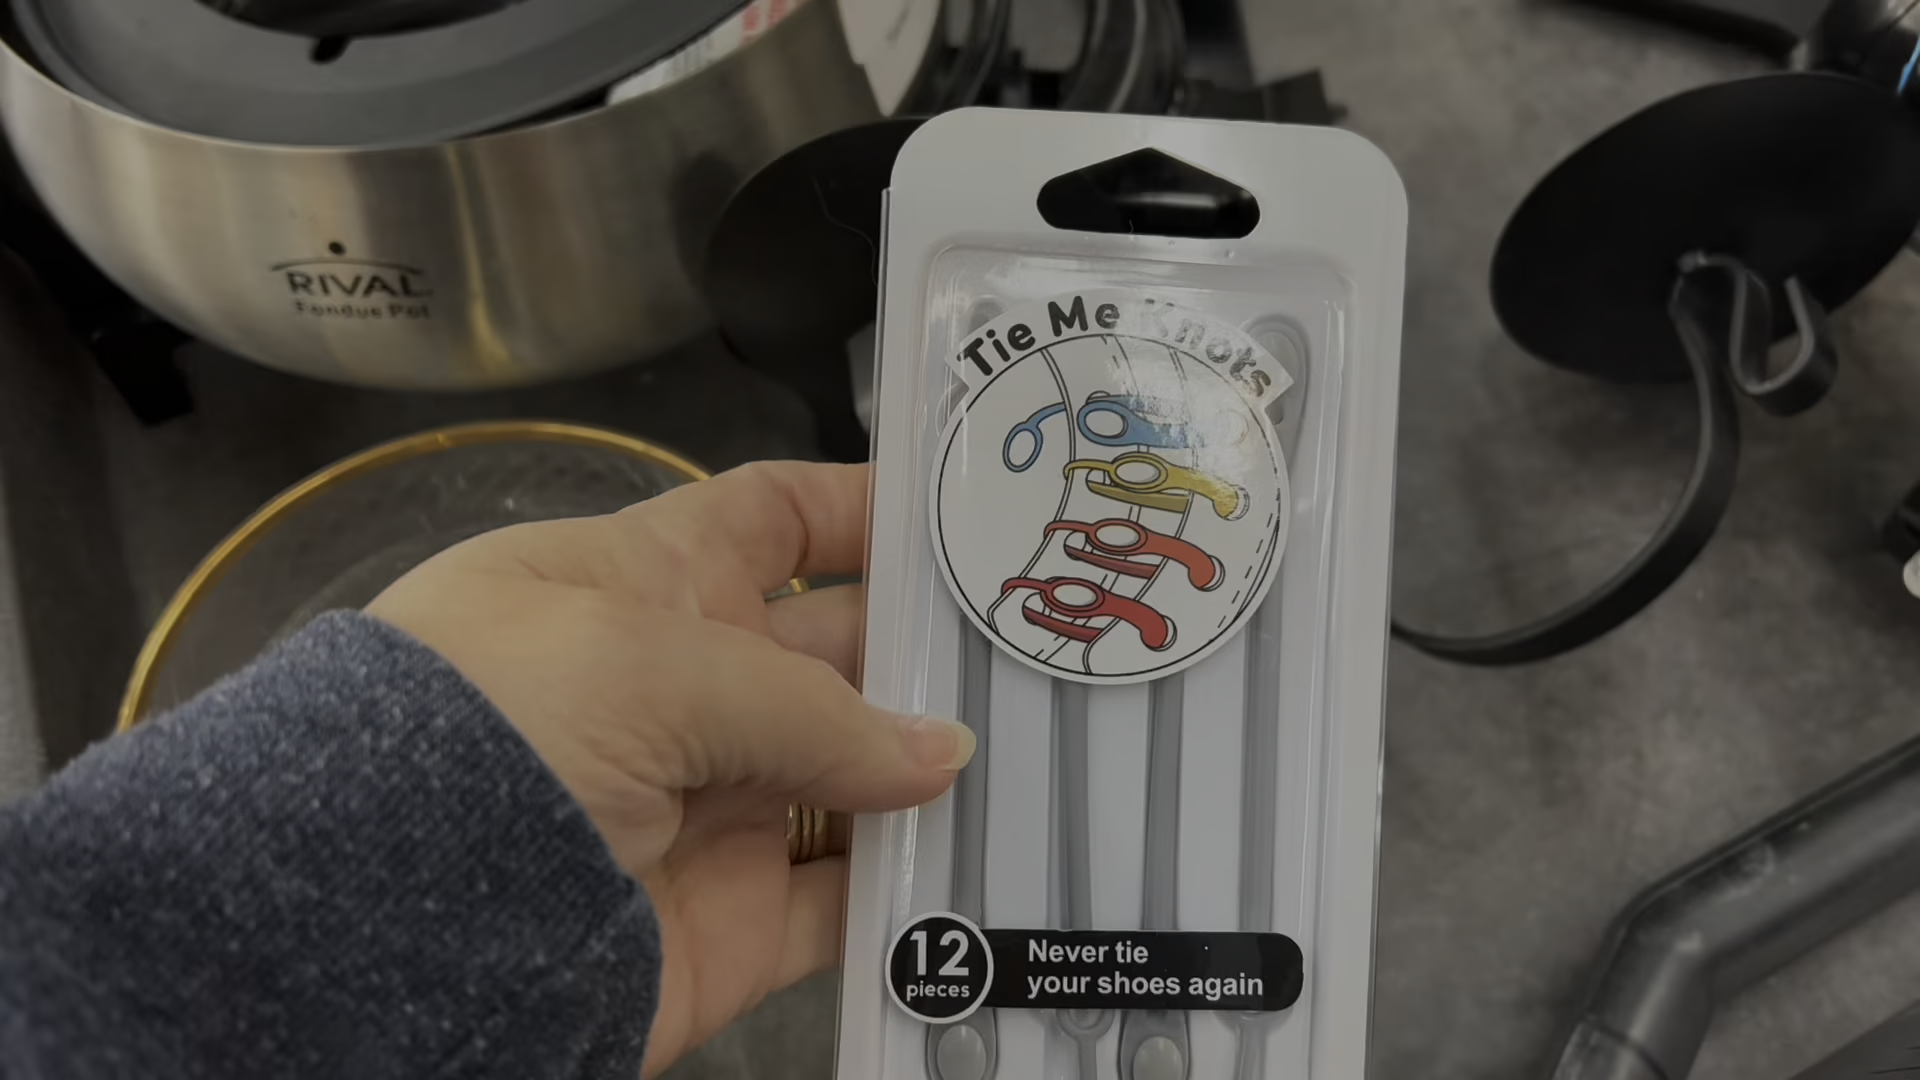 RIVAL
Fondue Pot
Tie Me Knots
12
pieces
Never tie
your shoes again